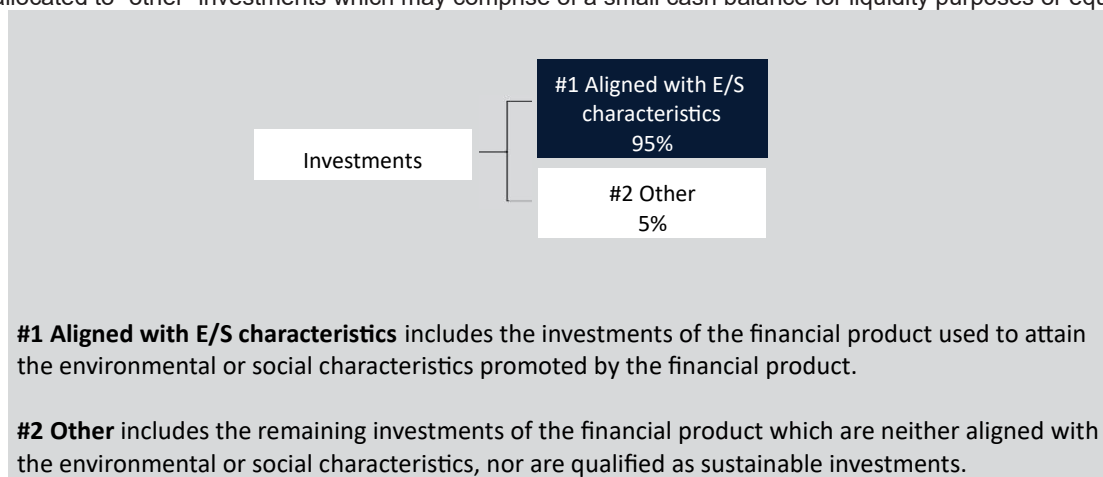 allocated to "other" investments which may comprise of a small cash balance for liquidity purposes or
#1 Aligned with E/S
characteristics
95%
Investments
#2 Other
5%
#1 Aligned with E/S characteristics includes the investments of the financial product used to attain
the environmental or social characteristics promoted by the financial product.
#2 Other includes the remaining investments of the financial product which are neither aligned with
the environmental or social characteristics, nor are qualified as sustainable investments.